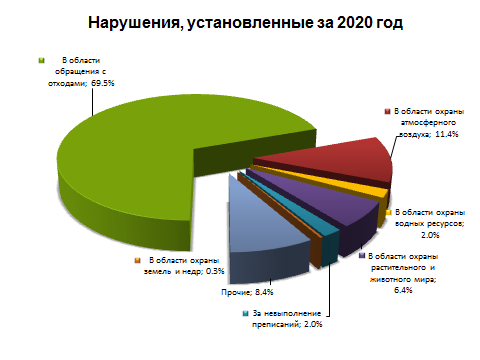 Нарушения, установленные за 2020 год
В области
обращения с
отходами; 69.5%
В области охраны
атмосферного
воздуха; 11.4%
В области охраны
водных ресурсов;
2.0%
В области охраны
растительного и
животного мира;
6.4%
За невыполение
преписаний; 2.0%
Прочие; 8.4%
В области охраны
земель и недр; 0.3%